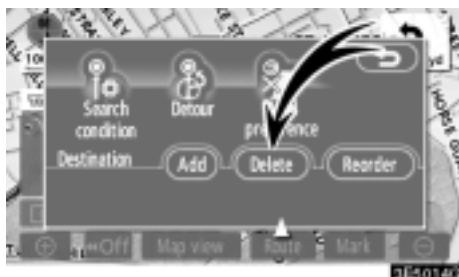 Search condition
Detour
preference
Destination
Add
Delete
Reorder
Off
Map view
Route
Mark